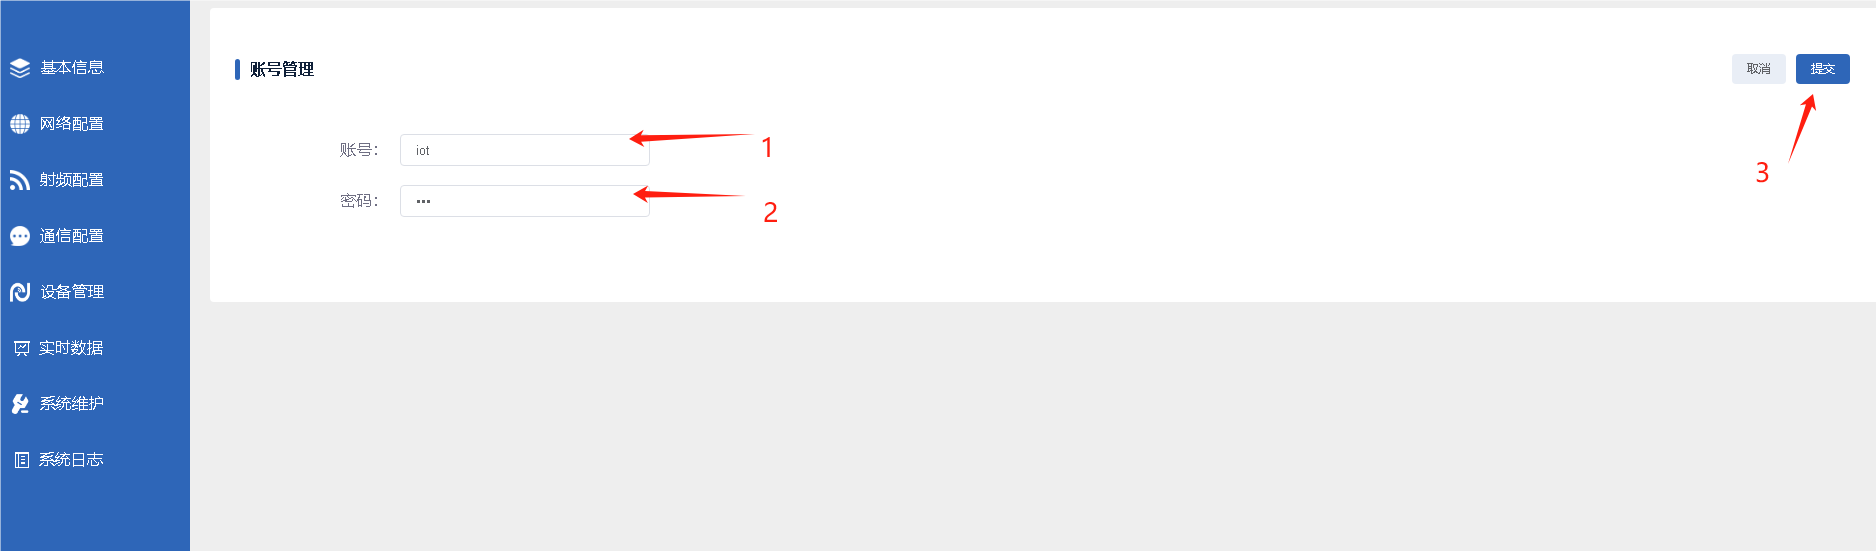 基本信息
网络配置
射频配置
通信配置
设备管理
实时数据
系统维护
系统日志
账号管理
取消
提交
账号：
iot
1
密码：
•••
2
3